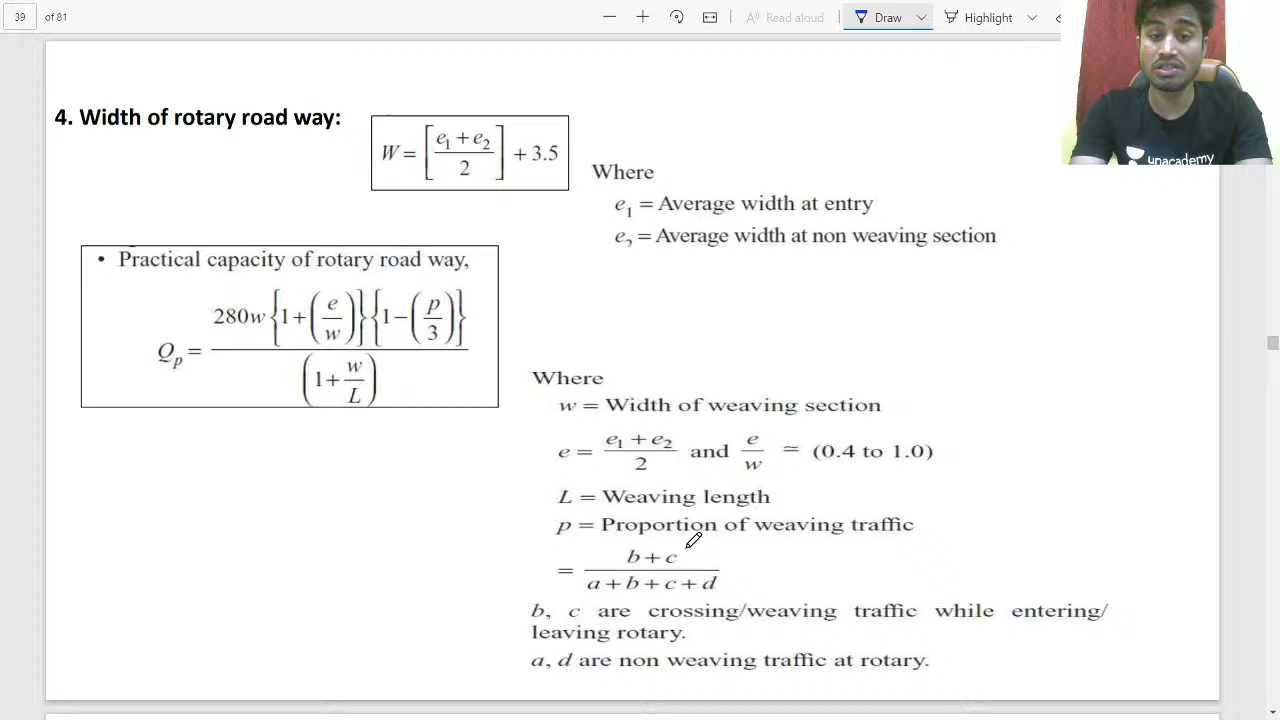 39 of 81
Read aloud
Draw
Highlight
unacademy
4. Width of rotary road way:
W = [ (e₁ + e₂) / 2 ] + 3.5
Where
e₁ = Average width at entry
e₂ = Average width at non weaving section
• Practical capacity of rotary road way,
Qₚ = 280w {1+(e/w)} {1−(p/3)} / (1+ w/L)
Where
w = Width of weaving section
e = (e₁ + e₂) / 2 and e/w ≃ (0.4 to 1.0)
L = Weaving length
p = Proportion of weaving traffic
= (b + c) / (a + b + c + d)
b, c are crossing/weaving traffic while entering/
leaving rotary.
a, d are non weaving traffic at rotary.